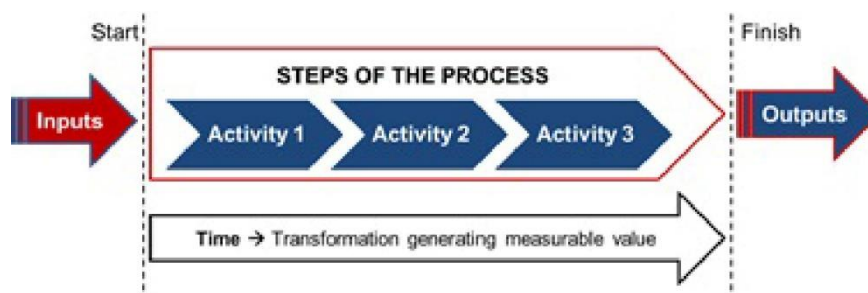 Start
Finish
STEPS OF THE PROCESS
Inputs
Activity 1
Activity 2
Activity 3
Outputs
Time → Transformation generating measurable value